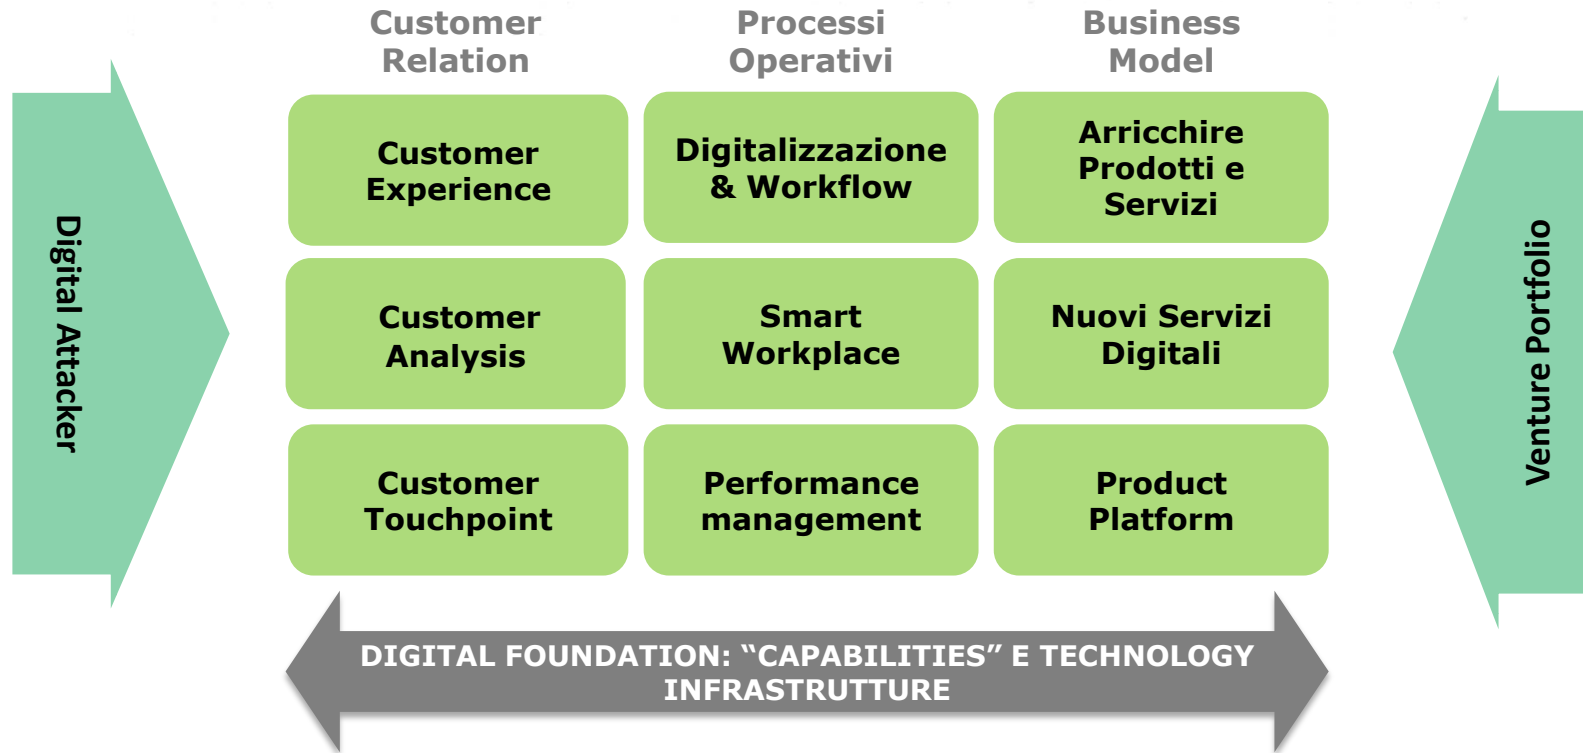 Customer
Relation
Processi
Operativi
Business
Model
Digital Attacker
Customer
Experience
Digitalizzazione
& Workflow
Arricchire
Prodotti e
Servizi
Customer
Analysis
Smart
Workplace
Nuovi Servizi
Digitali
Customer
Touchpoint
Performance
management
Product
Platform
Venture Portfolio
DIGITAL FOUNDATION: “CAPABILITIES” E TECHNOLOGY
INFRASTRUTTURE